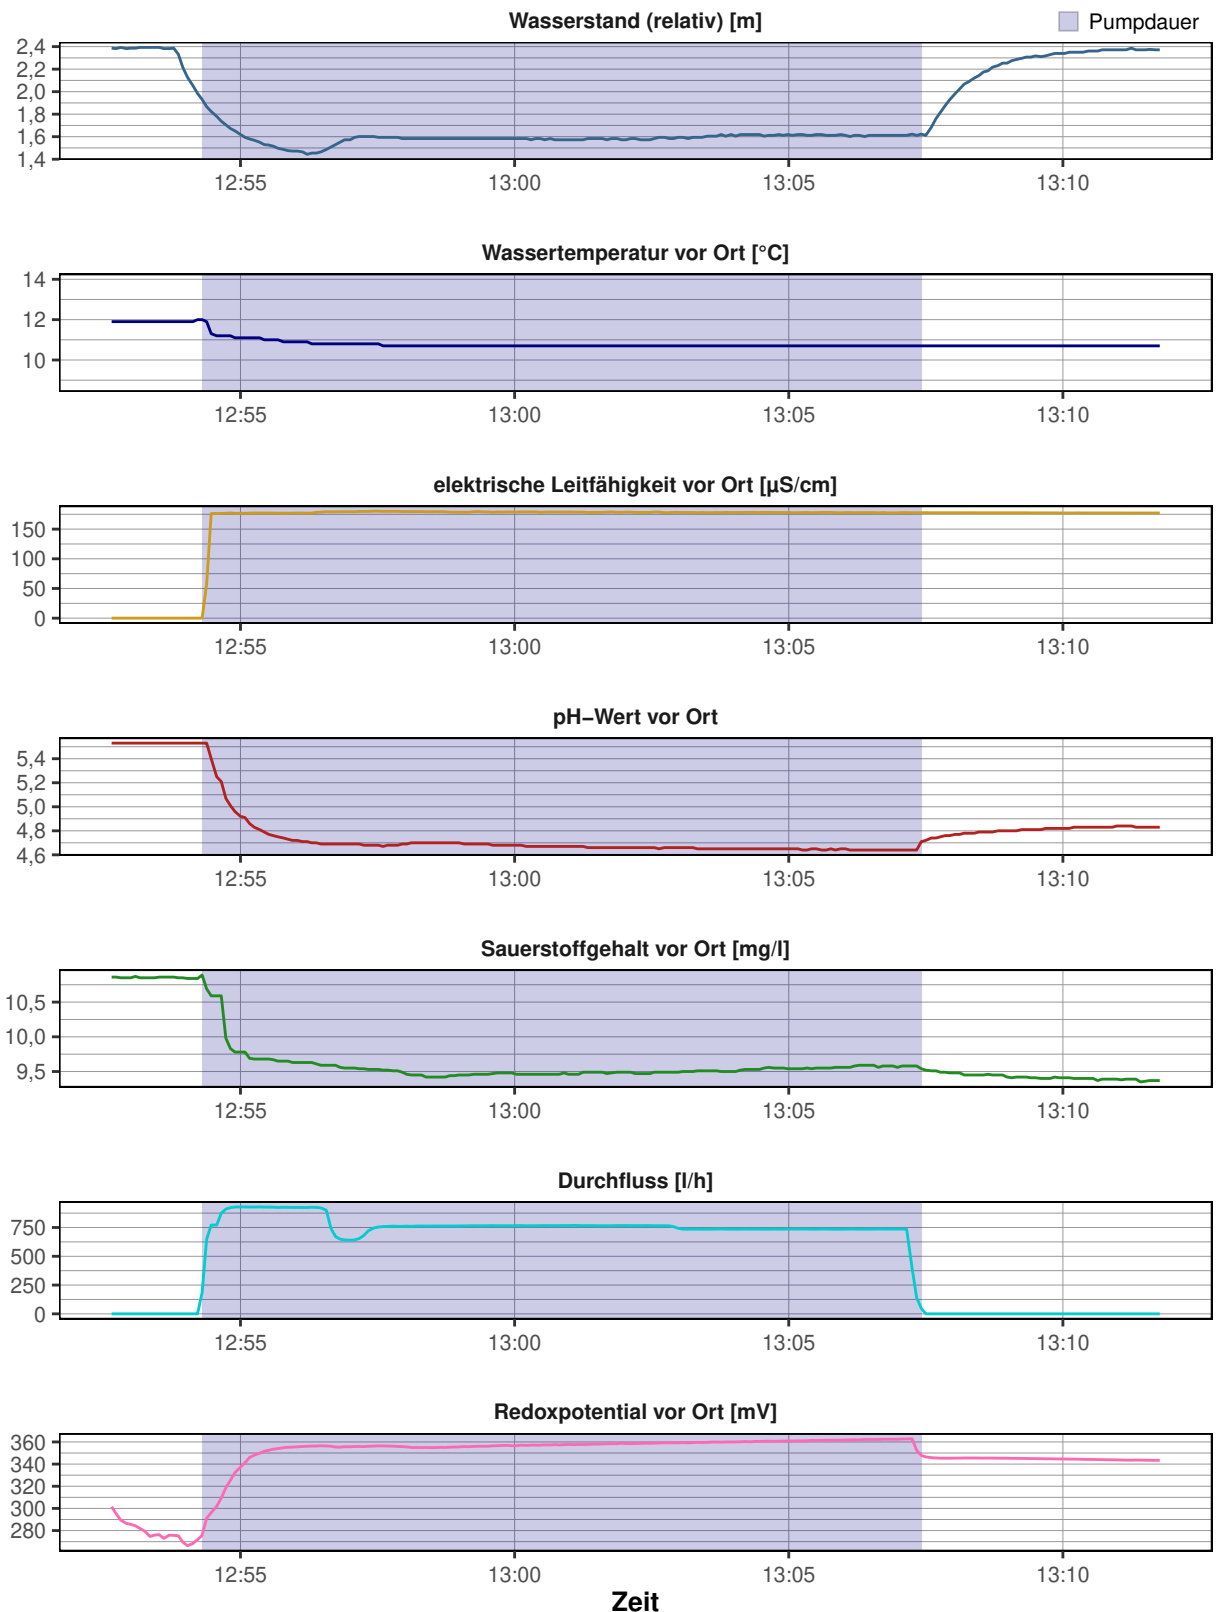 Wasserstand (relativ) [m]
Pumpdauer
2,4
2,2
2,0
1,8
1,6
1,4
12:55 13:00 13:05 13:10
Wassertemperatur vor Ort [°C]
14
12
10
12:55 13:00 13:05 13:10
elektrische Leitfähigkeit vor Ort [µS/cm]
150
100
50
0
12:55 13:00 13:05 13:10
pH−Wert vor Ort
5,4
5,2
5,0
4,8
4,6
12:55 13:00 13:05 13:10
Sauerstoffgehalt vor Ort [mg/l]
10,5
10,0
9,5
12:55 13:00 13:05 13:10
Durchfluss [l/h]
750
500
250
0
12:55 13:00 13:05 13:10
Redoxpotential vor Ort [mV]
360
340
320
300
280
12:55 13:00 13:05 13:10
Zeit